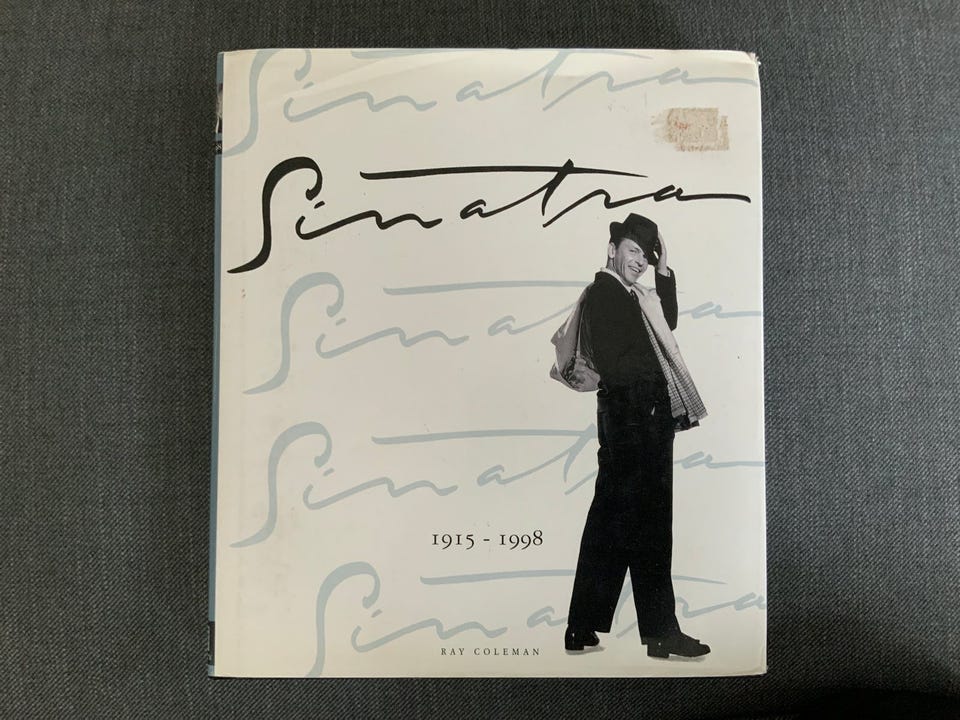 Sinatra
Sinatra
Sinatra
Sinatra
1915 - 1998
Sinatra
RAY COLEMAN